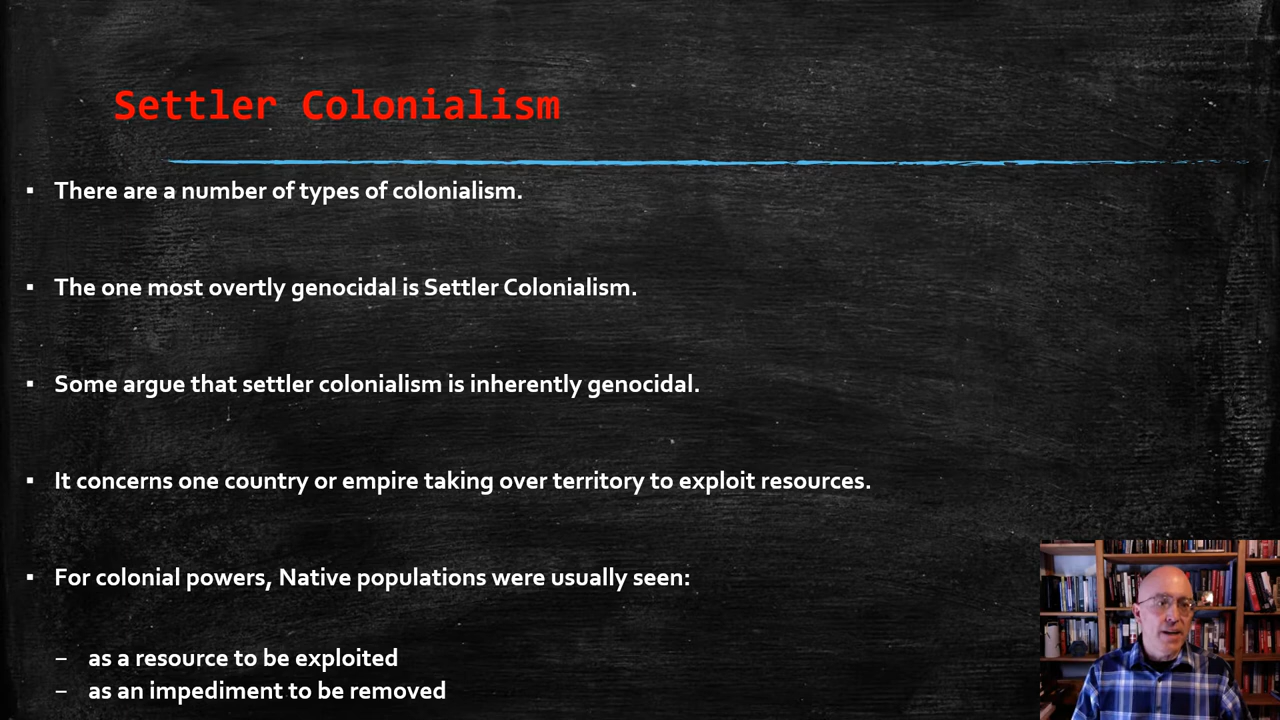 Settler Colonialism
▪ There are a number of types of colonialism.
▪ The one most overtly genocidal is Settler Colonialism.
▪ Some argue that settler colonialism is inherently genocidal.
▪ It concerns one country or empire taking over territory to exploit resources.
▪ For colonial powers, Native populations were usually seen:
– as a resource to be exploited
– as an impediment to be removed